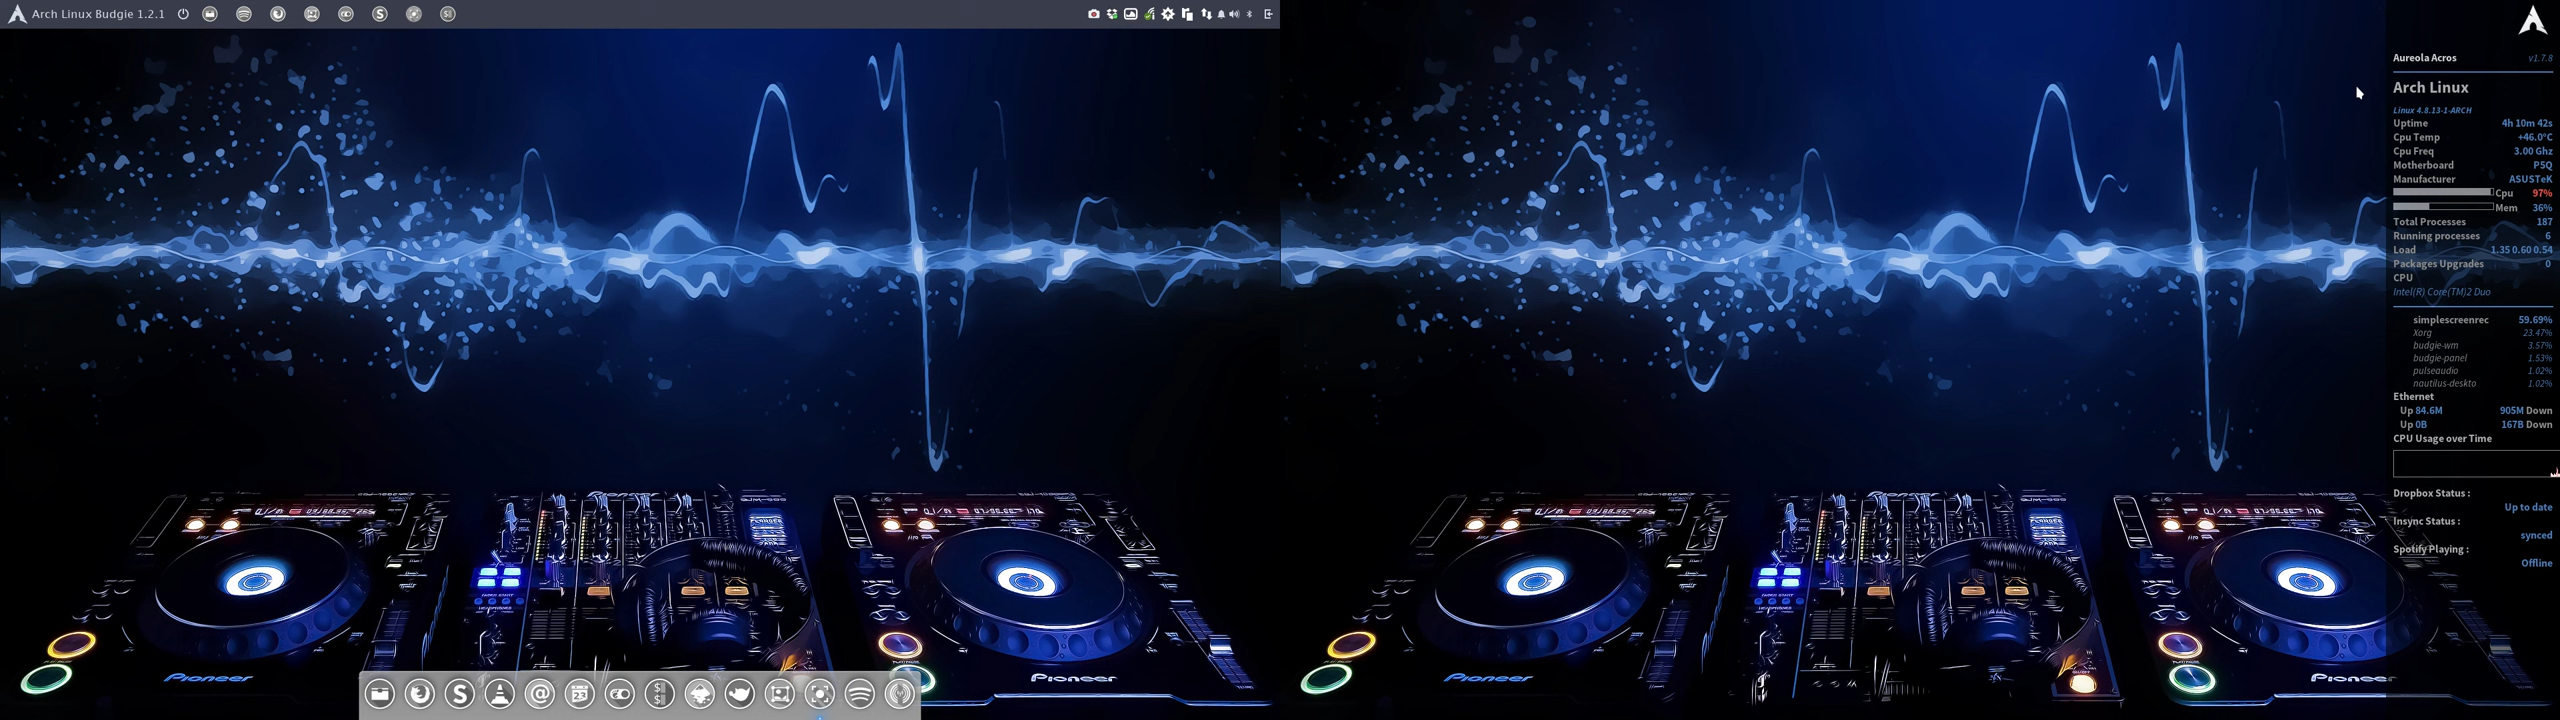 Arch Linux Budgie 1.2.1
Aureola Acros v1.7.8
Arch Linux
Linux 4.8.13-1-ARCH
Uptime 4h 10m 42s
Cpu Temp +46.0°C
Cpu Freq 3.00 Ghz
Motherboard P5Q
Manufacturer ASUSTeK
Cpu 97%
Mem 36%
Total Processes 187
Running processes 6
Load 1.35 0.60 0.54
Packages Upgrades 0
CPU
Intel(R) Core(TM)2 Duo
simplescreenrec 59.69%
Xorg 23.47%
budgie-wm 3.57%
budgie-panel 1.53%
pulseaudio 1.02%
nautilus-deskto 1.02%
Ethernet
Up 84.6M 905M Down
Up 0B 167B Down
CPU Usage over Time
Dropbox Status :
Up to date
Insync Status :
synced
Spotify Playing :
Offline
Pioneer
Pioneer
Pioneer
Pioneer
S
@
23